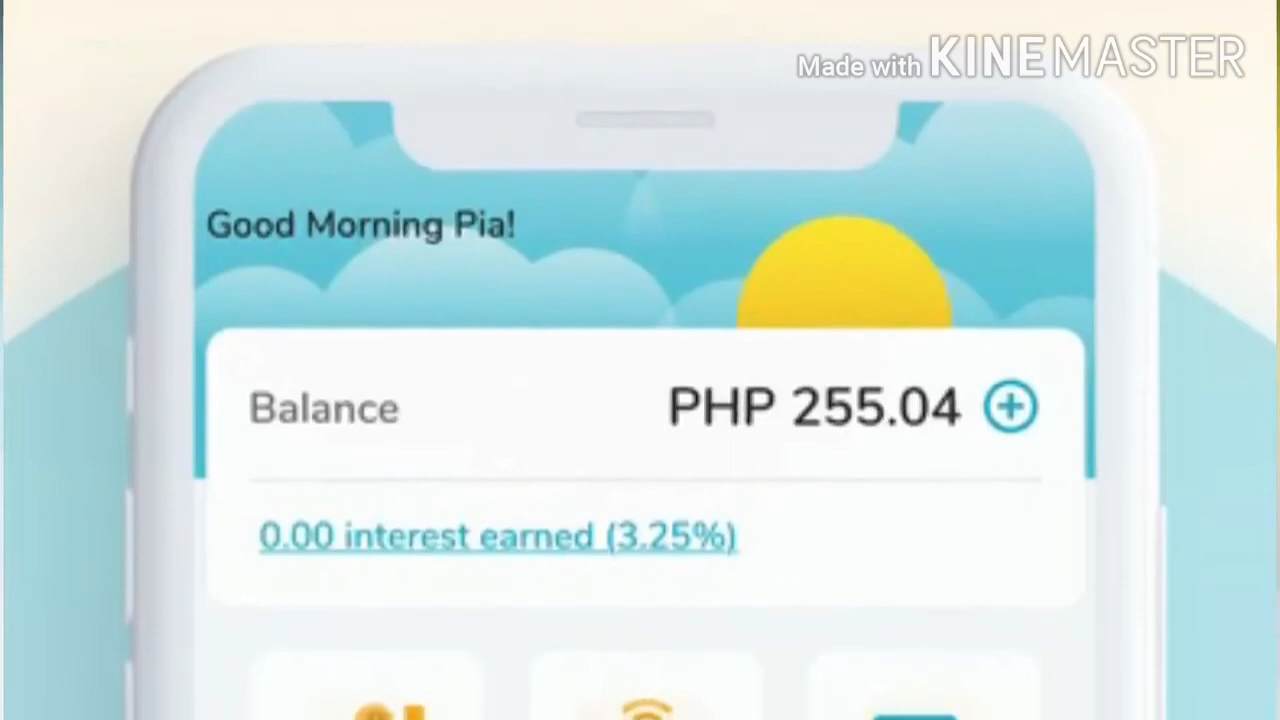 Made with KINEMASTER
Good Morning Pia!
Balance PHP 255.04
0.00 interest earned (3.25%)